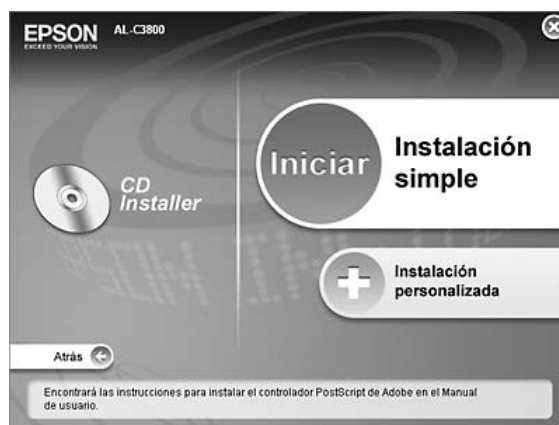 EPSON
EXCEED YOUR VISION
AL-C3800
Iniciar
Instalación
simple
CD
Installer
Instalación
personalizada
Atrás
Encontrará las instrucciones para instalar el controlador PostScript de Adobe en el Manual
de usuario.